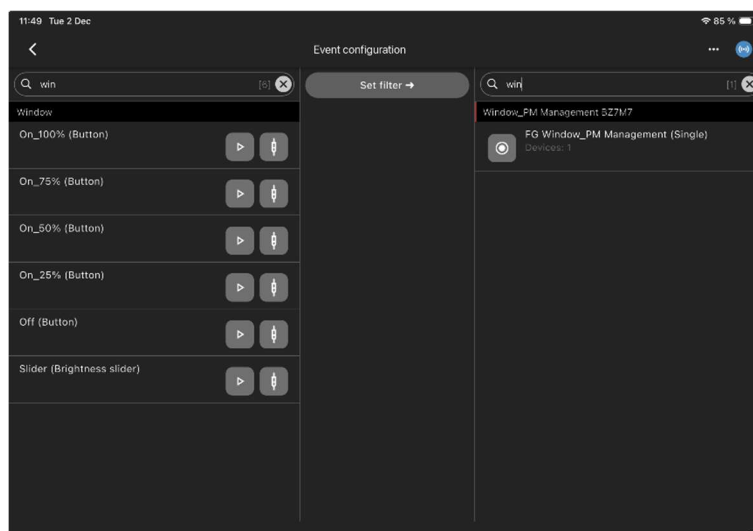 11:49 Tue 2 Dec
85 %
Event configuration
win [6]
Set filter →
win [1]
Window
Window_PM Management BZ7M7
On_100% (Button)
FG Window_PM Management (Single)
Devices: 1
On_75% (Button)
On_50% (Button)
On_25% (Button)
Off (Button)
Slider (Brightness slider)